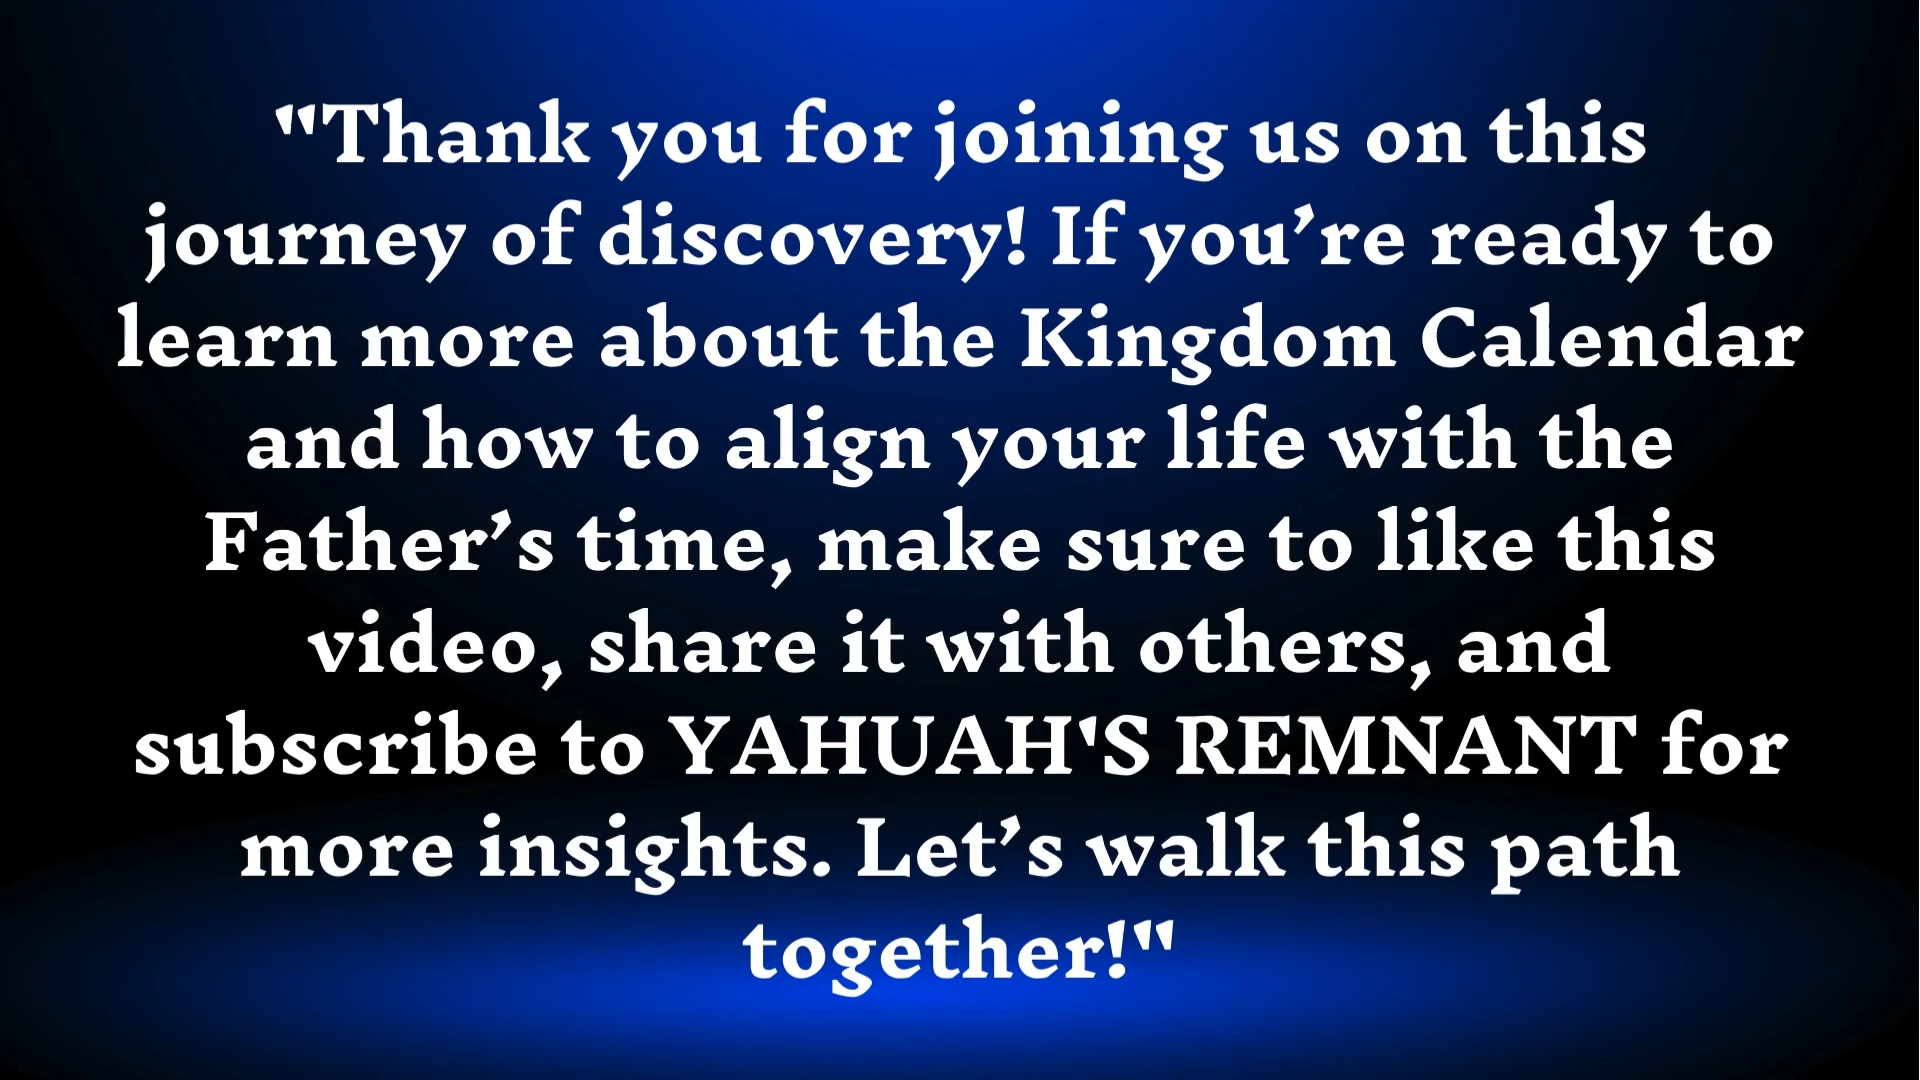 "Thank you for joining us on this
journey of discovery! If you’re ready to
learn more about the Kingdom Calendar
and how to align your life with the
Father’s time, make sure to like this
video, share it with others, and
subscribe to YAHUAH'S REMNANT for
more insights. Let’s walk this path
together!"